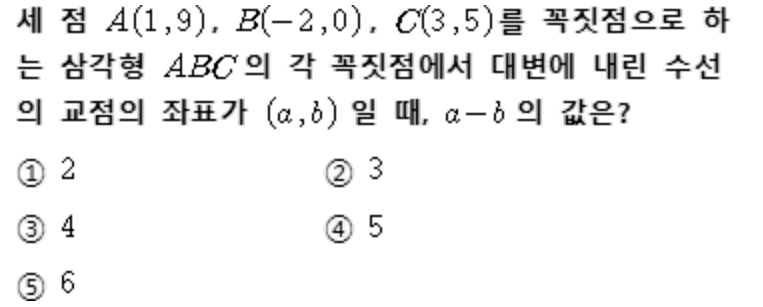 세 점 A(1,9), B(-2,0), C(3,5)를 꼭짓점으로 하
는 삼각형 ABC의 각 꼭짓점에서 대변에 내린 수선
의 교점의 좌표가 (a,b) 일 때, a-b 의 값은?
① 2 ② 3
③ 4 ④ 5
⑤ 6